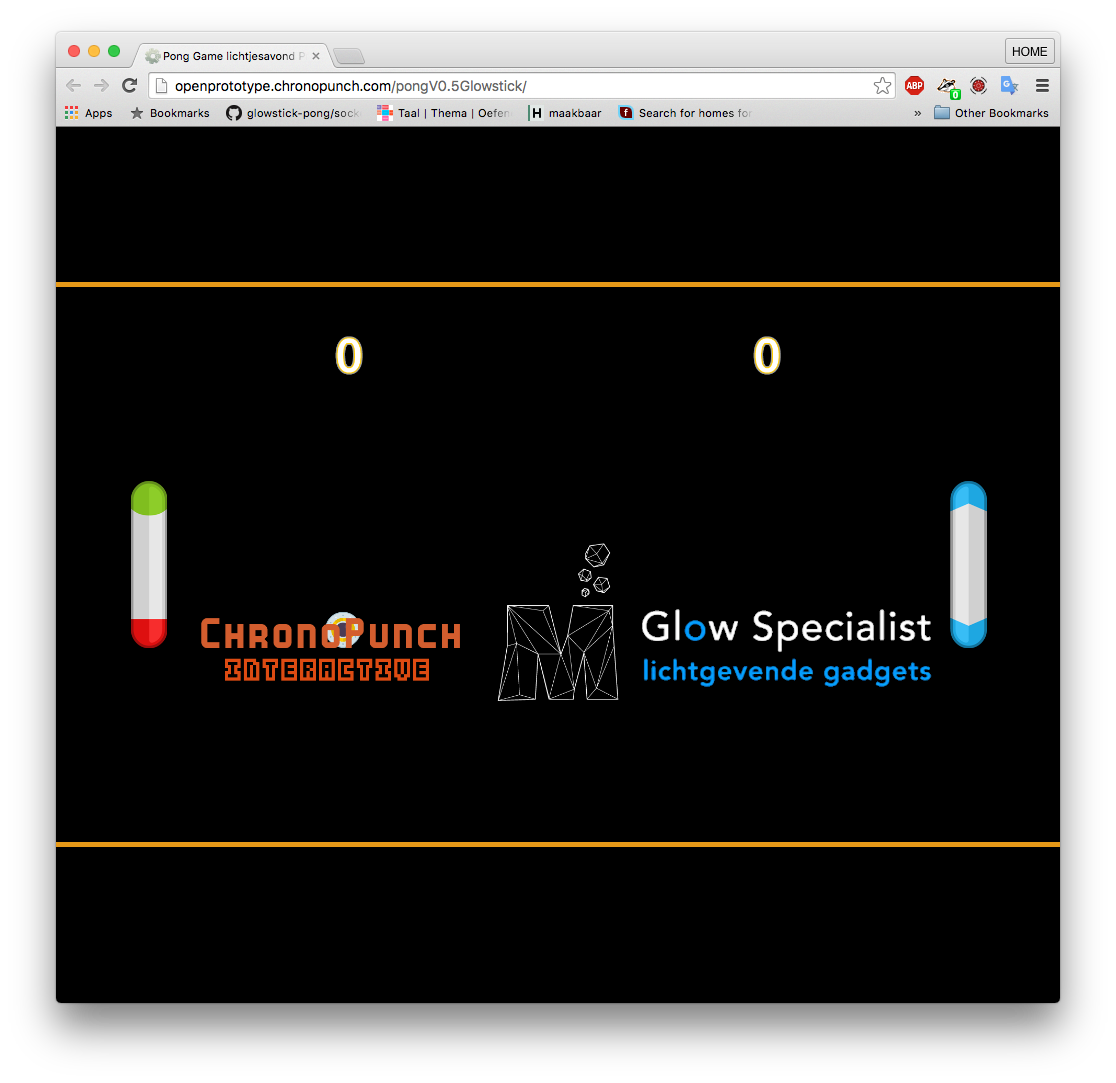 Pong Game lichtjesavond P
HOME
openprototype.chronopunch.com/pongV0.5Glowstick/
ABP
0
G
Apps
Bookmarks
glowstick-pong/sock
Taal | Thema | Oefen
H
maakbaar
f
Search for homes for
»
Other Bookmarks
0 0
ChronoPunch
INTERACTIVE
M
Glow Specialist
lichtgevende gadgets